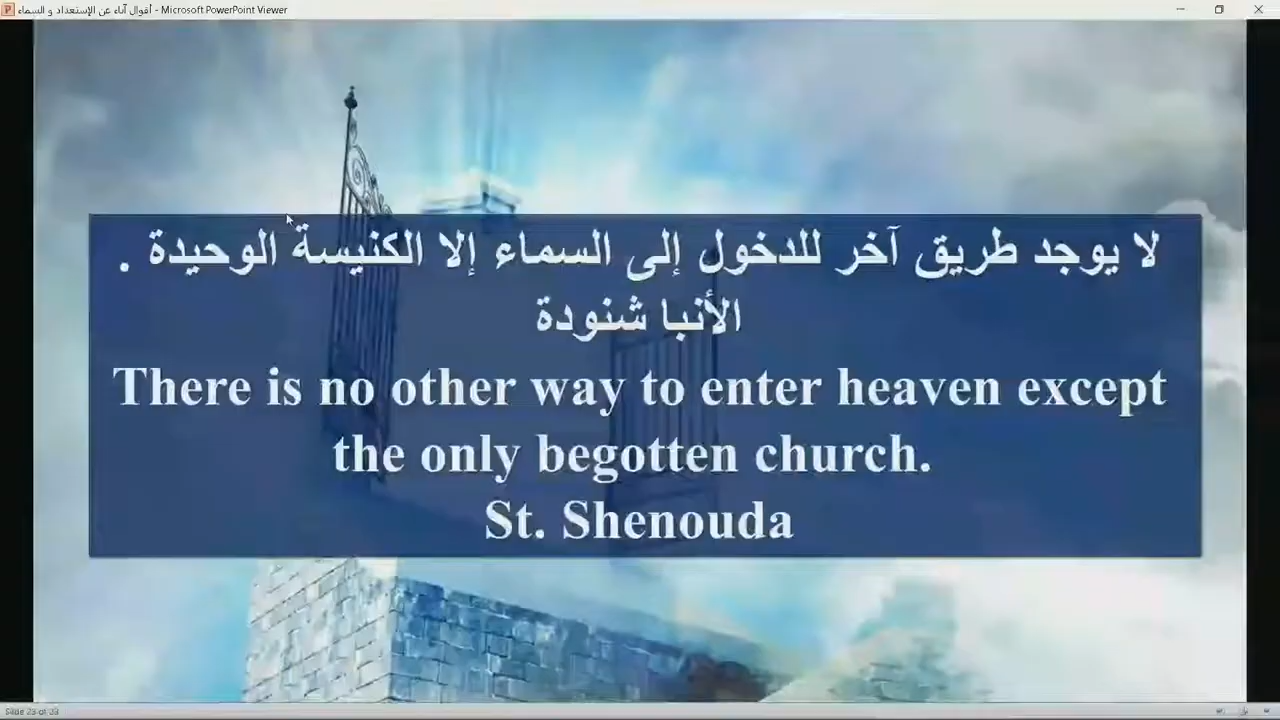 أقوال آباء عن الإستعداد و السماء - Microsoft PowerPoint Viewer
لا يوجد طريق آخر للدخول إلى السماء إلا الكنيسة الوحيدة .
الأنبا شنودة
There is no other way to enter heaven except
the only begotten church.
St. Shenouda